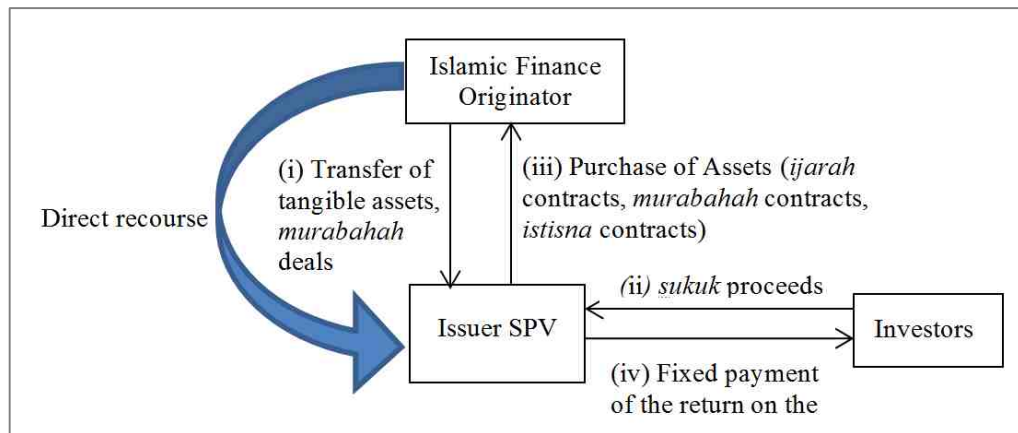 Islamic Finance
Originator
(i) Transfer of
tangible assets,
murabahah
deals
(iii) Purchase of Assets (ijarah
contracts, murabahah contracts,
istisna contracts)
Direct recourse
(ii) sukuk proceeds
Issuer SPV
Investors
(iv) Fixed payment
of the return on the